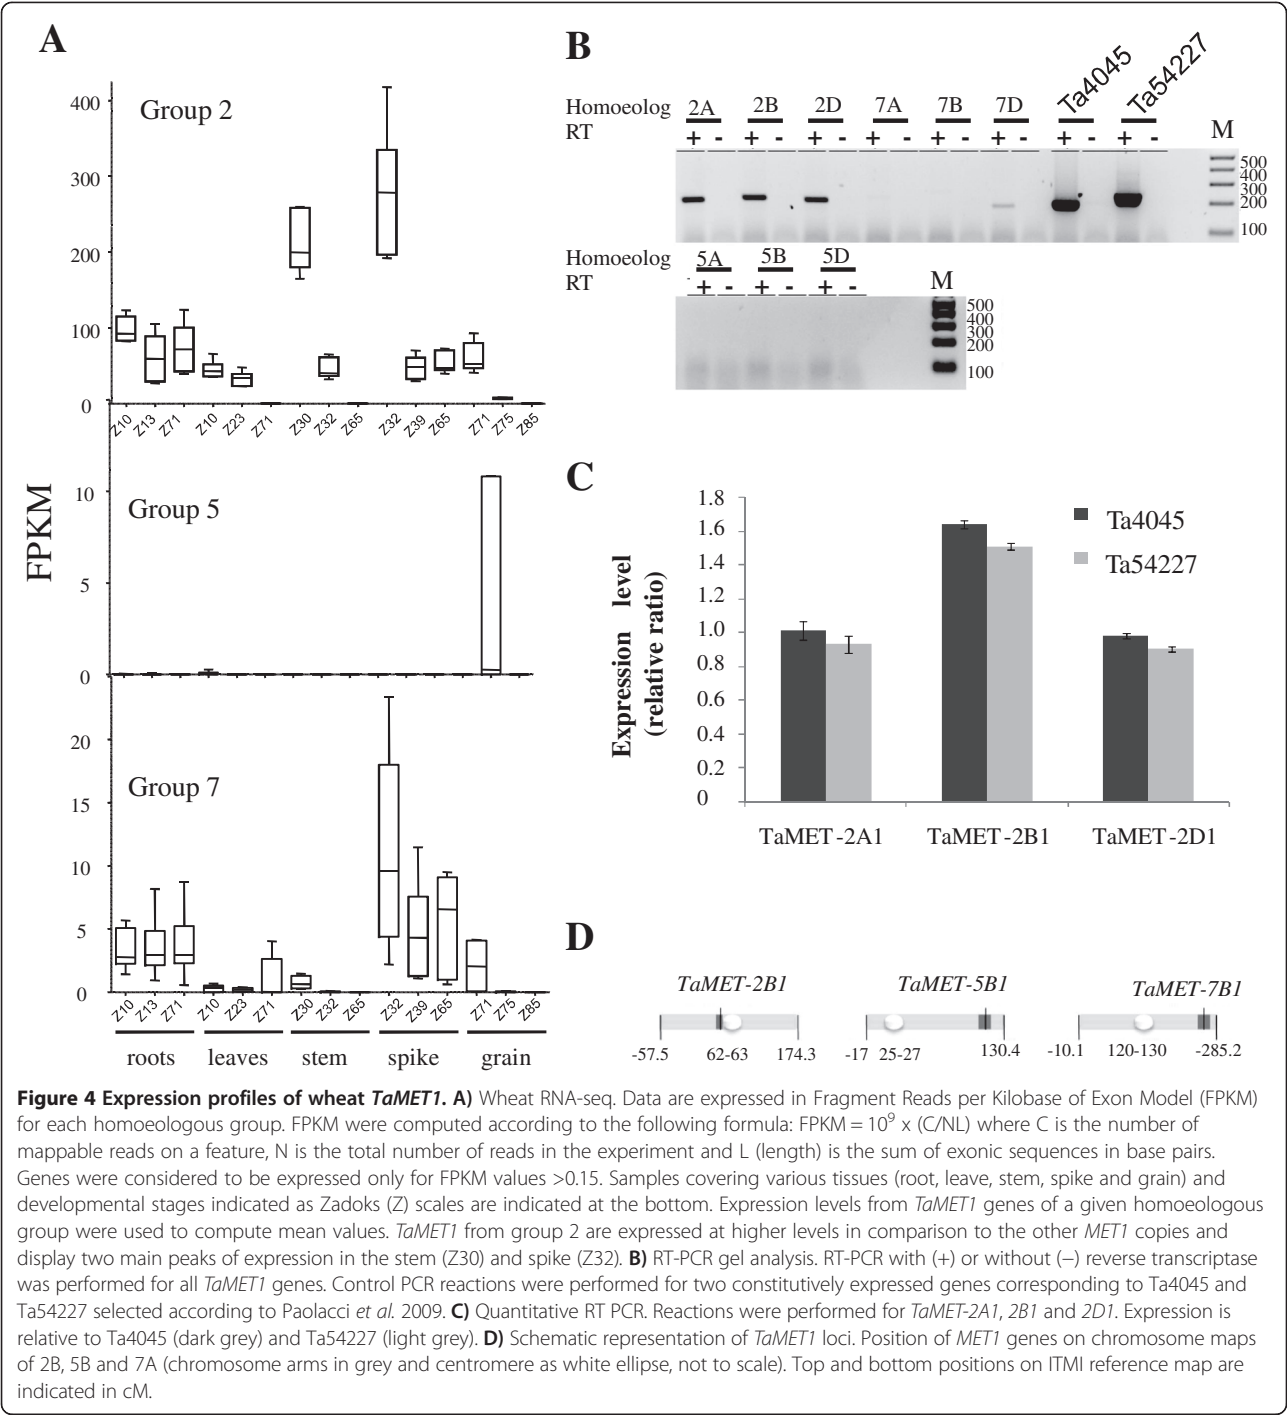 A
Group 2
400
300
200
100
0
Z10 Z13 Z71 Z10 Z23 Z71 Z30 Z32 Z65 Z32 Z39 Z65 Z71 Z75 Z85
FPKM
10
Group 5
5
0
20
Group 7
15
10
5
0
Z10 Z13 Z71 Z10 Z23 Z71 Z30 Z32 Z65 Z32 Z39 Z65 Z71 Z75 Z85
roots leaves stem spike grain
B
Homoeolog 2A 2B 2D 7A 7B 7D Ta4045 Ta54227
RT + - + - + - + - + - + - + - + - M
500
400
300
200
100
Homoeolog 5A 5B 5D
RT + - + - + - M
500
400
300
200
100
C
Expression level
(relative ratio)
1.8
1.6
1.4
1.2
1.0
0.8
0.6
0.4
0.2
0
Ta4045
Ta54227
TaMET-2A1 TaMET-2B1 TaMET-2D1
D
TaMET-2B1 TaMET-5B1 TaMET-7B1
-57.5 62-63 174.3 -17 25-27 130.4 -10.1 120-130 -285.2
Figure 4 Expression profiles of wheat TaMET1. A) Wheat RNA-seq. Data are expressed in Fragment Reads per Kilobase of Exon Model (FPKM)
for each homoeologous group. FPKM were computed according to the following formula: FPKM = 10⁹ x (C/NL) where C is the number of
mappable reads on a feature, N is the total number of reads in the experiment and L (length) is the sum of exonic sequences in base pairs.
Genes were considered to be expressed only for FPKM values >0.15. Samples covering various tissues (root, leave, stem, spike and grain) and
developmental stages indicated as Zadoks (Z) scales are indicated at the bottom. Expression levels from TaMET1 genes of a given homoeologous
group were used to compute mean values. TaMET1 from group 2 are expressed at higher levels in comparison to the other MET1 copies and
display two main peaks of expression in the stem (Z30) and spike (Z32). B) RT-PCR gel analysis. RT-PCR with (+) or without (−) reverse transcriptase
was performed for all TaMET1 genes. Control PCR reactions were performed for two constitutively expressed genes corresponding to Ta4045 and
Ta54227 selected according to Paolacci et al. 2009. C) Quantitative RT PCR. Reactions were performed for TaMET-2A1, 2B1 and 2D1. Expression is
relative to Ta4045 (dark grey) and Ta54227 (light grey). D) Schematic representation of TaMET1 loci. Position of MET1 genes on chromosome maps
of 2B, 5B and 7A (chromosome arms in grey and centromere as white ellipse, not to scale). Top and bottom positions on ITMI reference map are
indicated in cM.